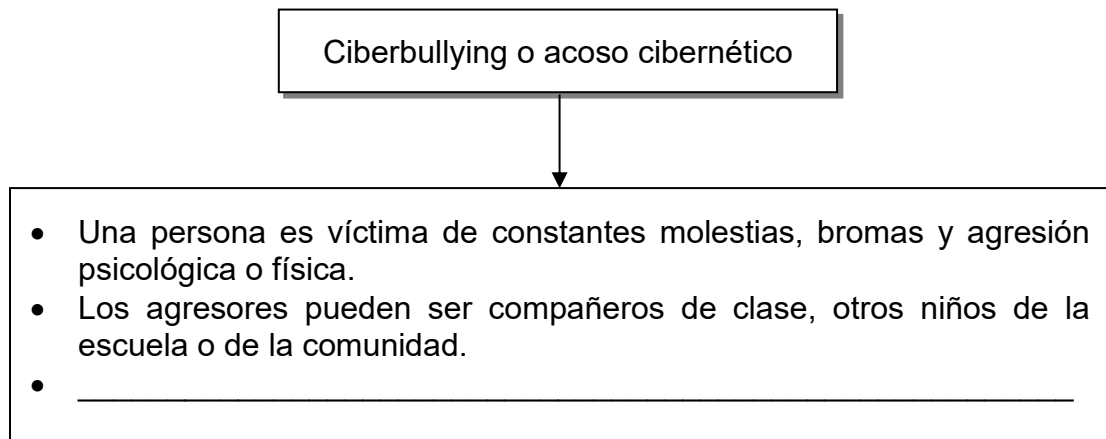 Ciberbullying o acoso cibernético
• Una persona es víctima de constantes molestias, bromas y agresión
psicológica o física.
• Los agresores pueden ser compañeros de clase, otros niños de la
escuela o de la comunidad.
• ____________________________________________________________